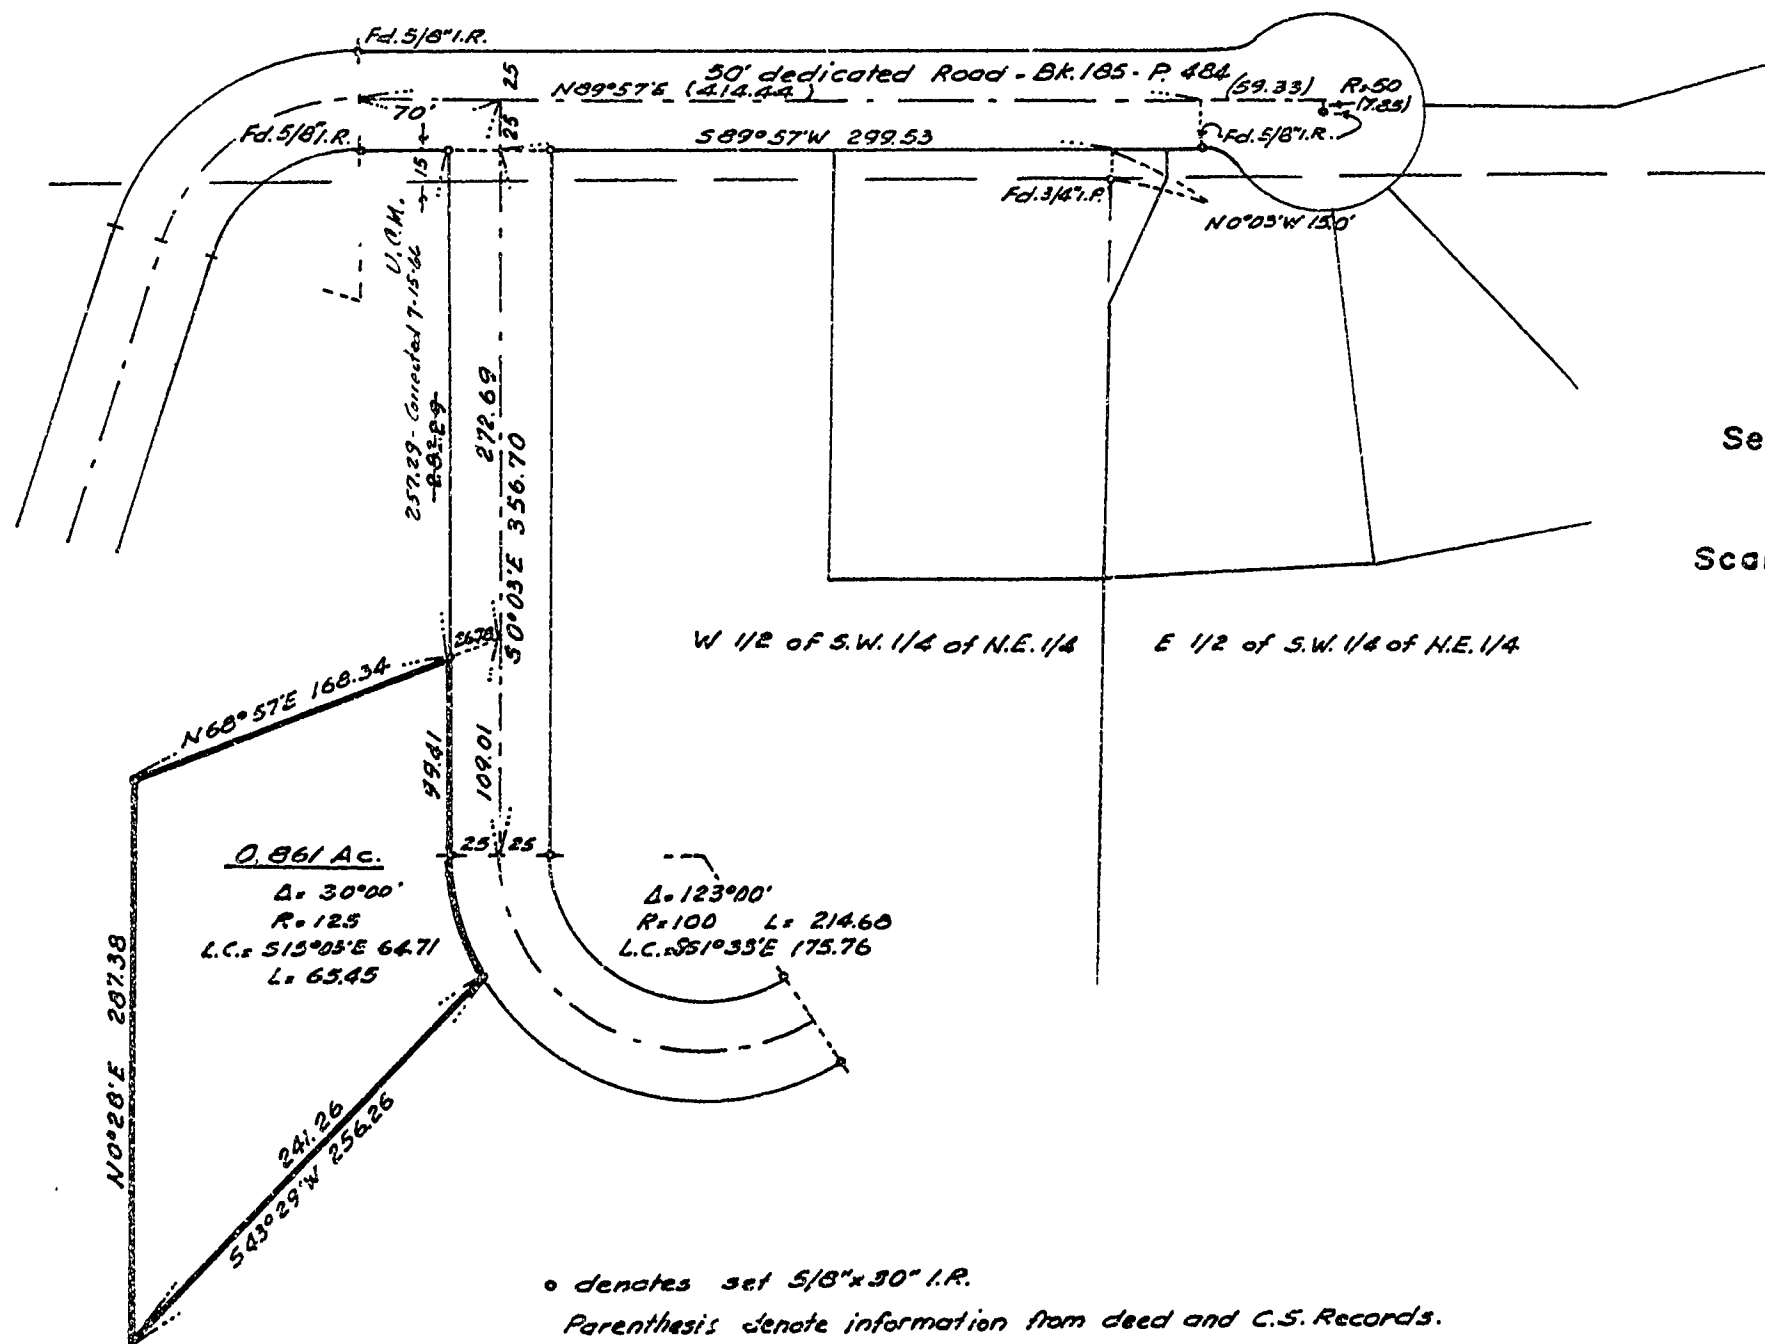 Fd. 5/8" I.R.
50' dedicated Road - Bk. 185 - P. 484
25
N89°57'E (414.44)
(59.33)
R=50
(7.85)
70'
25
Fd. 5/8" I.R.
S89°57'W 299.53
Fd. 5/8" I.R.
15
Fd. 3/4" I.P.
N0°03'W 15.0'
257.29 - Corrected 7-15-66
282.29
272.69
S0°03'E 356.70
Se
Sca
26.78
W 1/2 of S.W. 1/4 of N.E. 1/4
E 1/2 of S.W. 1/4 of N.E. 1/4
N68°57'E 168.34
99.41
109.01
25
25
0.861 Ac.
Δ= 30°00'
R= 125
L.C.= S15°03'E 64.71
L= 65.45
Δ= 123°00'
R=100 L= 214.68
L.C.=S61°33'E 175.76
N0°28'E 287.38
241.26
S43°29'W 256.26
o denotes set 5/8"x30" I.R.
Parenthesis denote information from deed and C.S. Records.